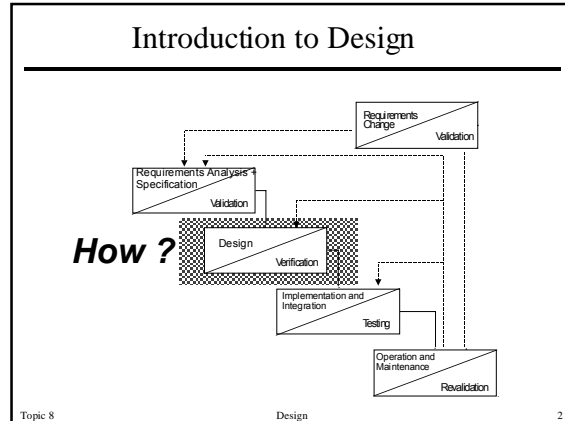 Introduction to Design
Requirements
Change
Validation
Requirements Analysis +
Specification
Validation
How ?
Design
Verification
Implementation and
Integration
Testing
Operation and
Maintenance
Revalidation
Topic 8
Design
2